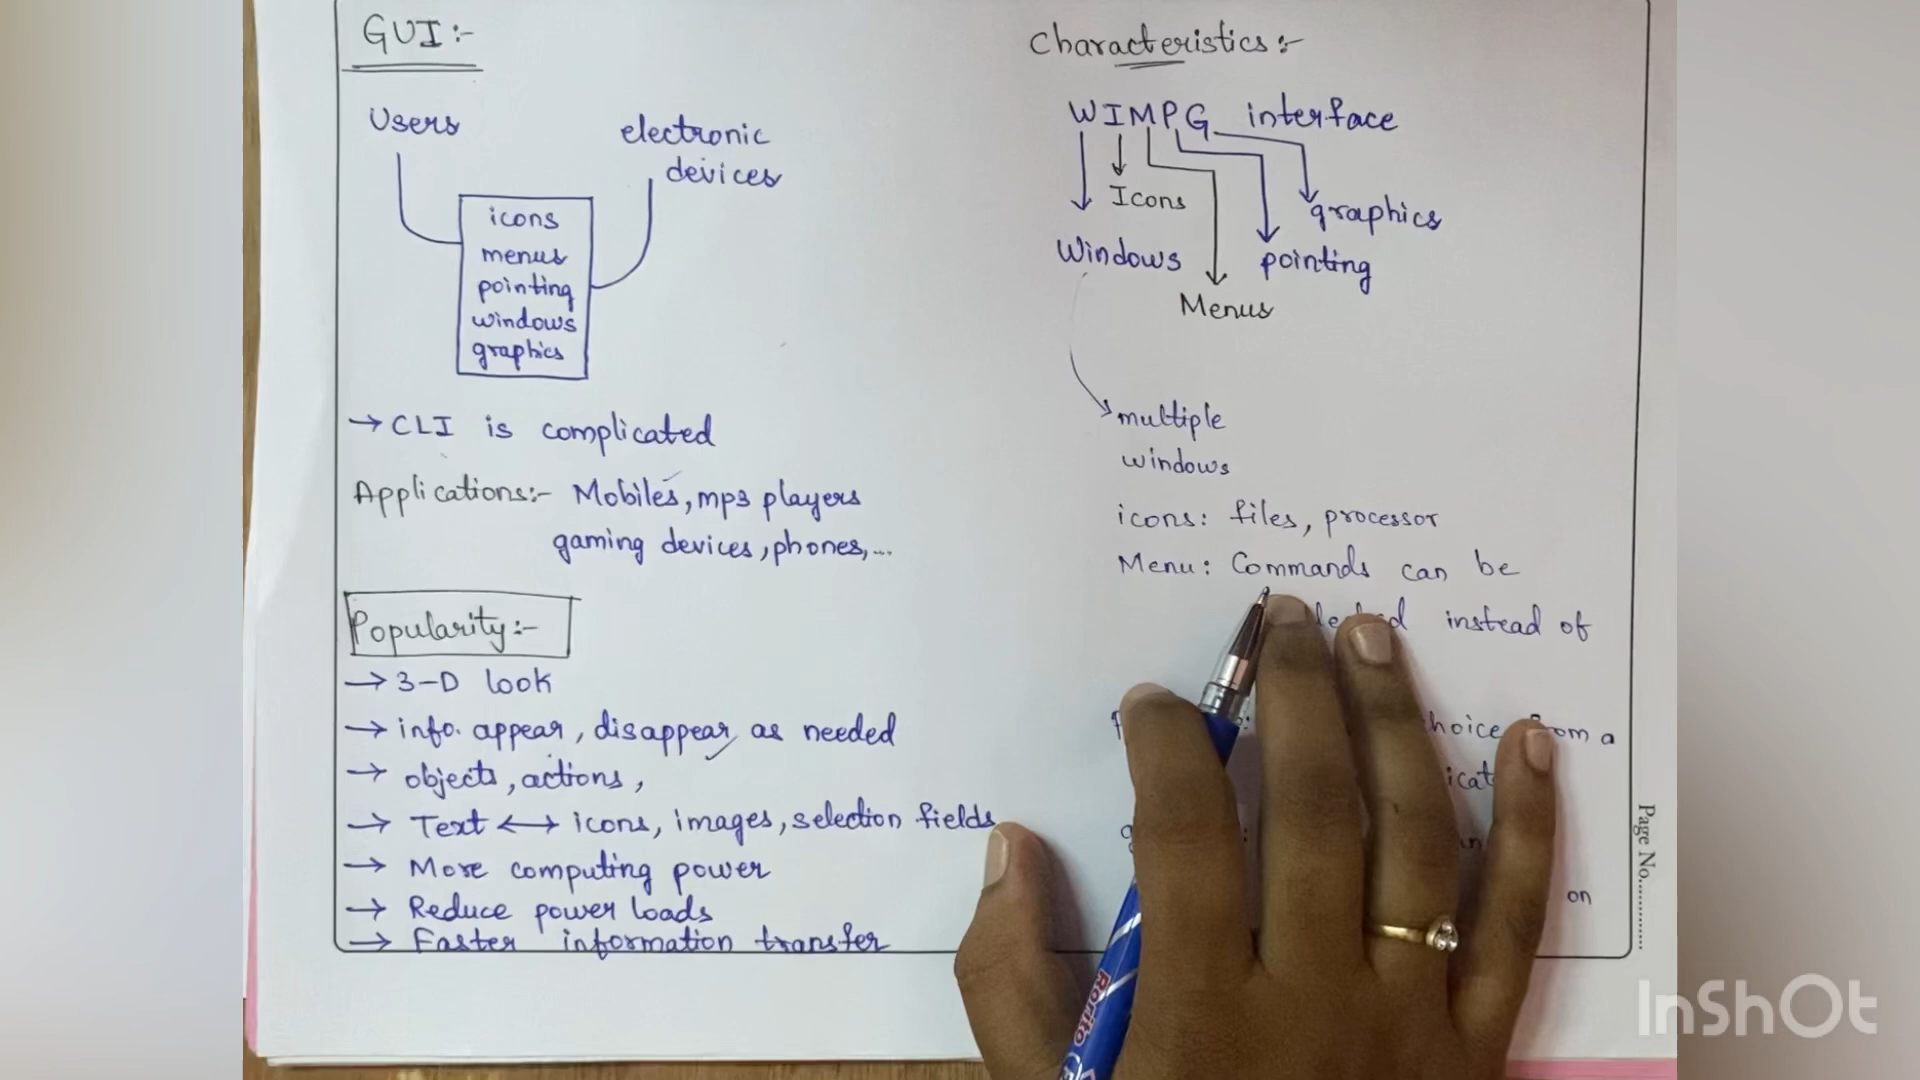 GUI:-
Users
electronic
devices
icons
menus
pointing
windows
graphics
→ CLI is complicated
Applications:- Mobiles, mp3 players
gaming devices, phones,...
Popularity:-
→ 3-D look
→ info. appear, disappear as needed
→ objects, actions,
→ Text ↔ icons, images, selection fields
→ More computing power
→ Reduce power loads
→ Faster information transfer
Characteristics:-
WIMPG interface
Icons
graphics
Windows
pointing
Menus
multiple
windows
icons: files, processor
Menu: Commands can be
instead of
from a
on
Page No.............
Rorito
InShOt